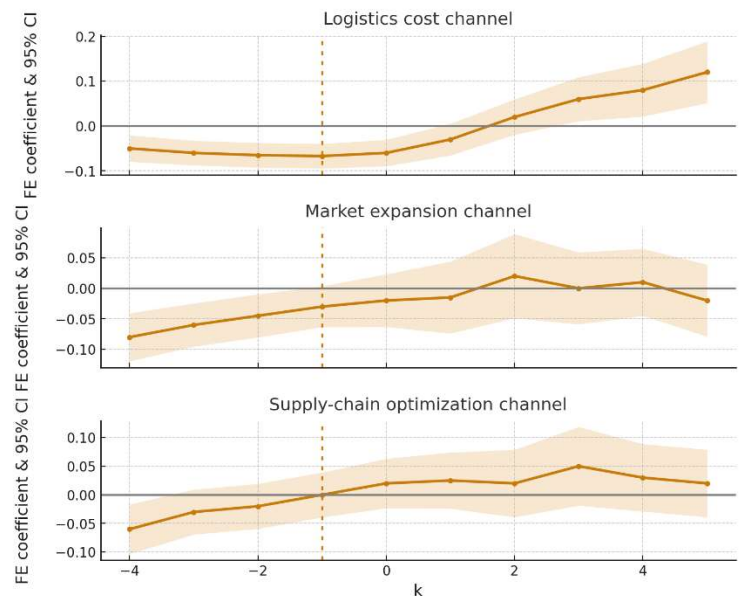 Logistics cost channel
FE coefficient & 95% CI
0.2
0.1
0.0
−0.1
Market expansion channel
FE coefficient & 95% CI
0.05
0.00
−0.05
−0.10
Supply-chain optimization channel
FE coefficient & 95% CI
0.10
0.05
0.00
−0.05
−0.10
−4
−2
0
2
4
k